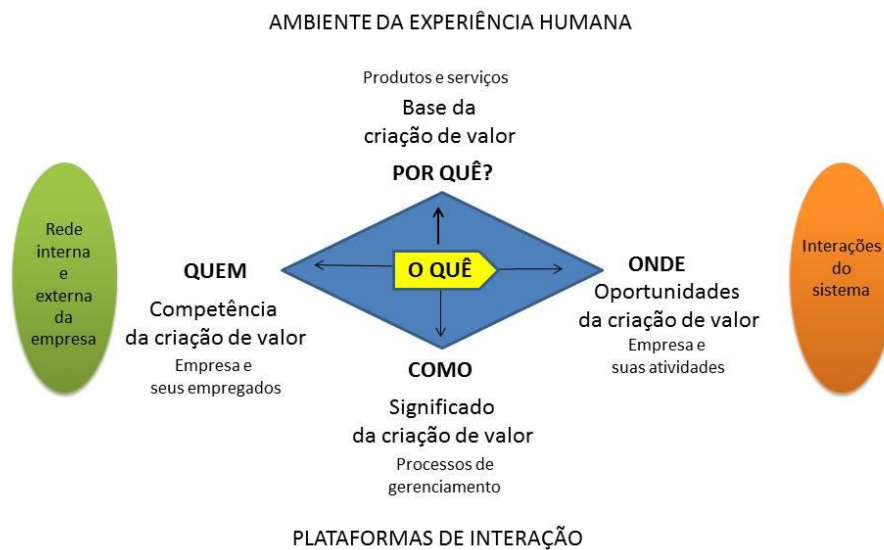 AMBIENTE DA EXPERIÊNCIA HUMANA
Produtos e serviços
Base da
criação de valor
POR QUÊ?
Rede
interna
e
externa
da
empresa
QUEM
Competência
da criação de valor
Empresa e
seus empregados
O QUÊ
ONDE
Oportunidades
da criação de valor
Empresa e
suas atividades
Interações
do
sistema
COMO
Significado
da criação de valor
Processos de
gerenciamento
PLATAFORMAS DE INTERAÇÃO